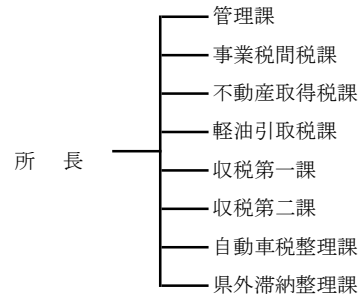 管理課
事業税間税課
不動産取得税課
軽油引取税課
所 長
収税第一課
収税第二課
自動車税整理課
県外滞納整理課